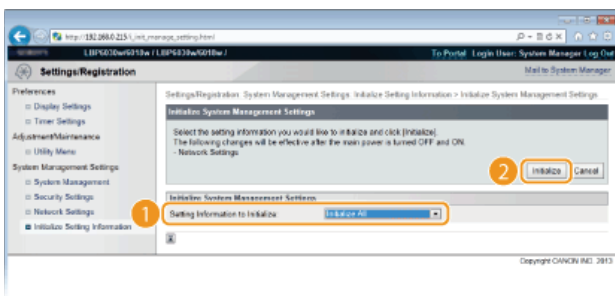 http://192.168.0.215/i_init_manage_setting.html
LBP6030w/6018w / LBP6030w/6018w /
To Portal Login User: System Manager Log Out
Settings/Registration
Mail to System Manager
Preferences
Display Settings
Timer Settings
Adjustment/Maintenance
Utility Menu
System Management Settings
System Management
Security Settings
Network Settings
Initialize Setting Information
Settings/Registration: System Management Settings: Initialize Setting Information > Initialize System Management Settings
Initialize System Management Settings
Select the setting information you would like to initialize and click [Initialize].
The following changes will be effective after the main power is turned OFF and ON.
- Network Settings
2
Initialize
Cancel
Initialize System Management Settings
1
Setting Information to Initialize:
Initialize All
Copyright CANON INC. 2013